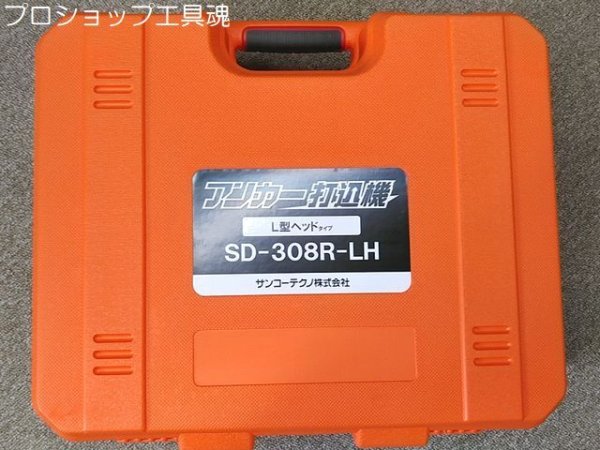 プロショップ工具魂
アンカー打込機
L型ヘッドタイプ
SD-308R-LH
サンコーテクノ株式会社